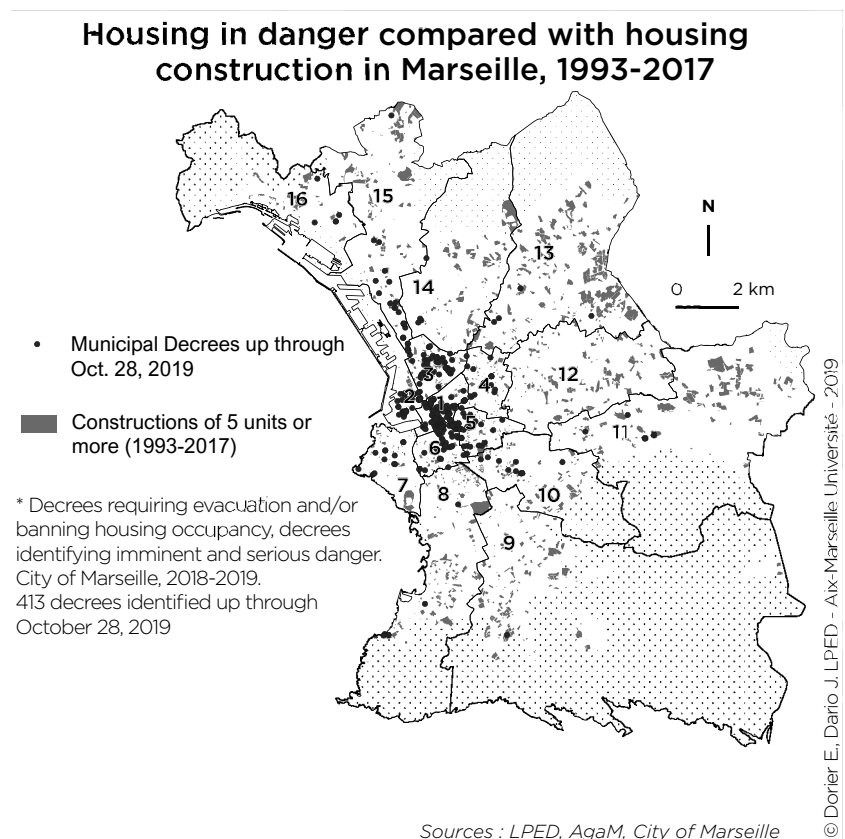 Housing in danger compared with housing
construction in Marseille, 1993-2017
16
15
N
13
0 2 km
14
• Municipal Decrees up through
Oct. 28, 2019
3
12
4
2
1
5
Constructions of 5 units or
more (1993-2017)
11
6
7
8
10
* Decrees requiring evacuation and/or
banning housing occupancy, decrees
identifying imminent and serious danger.
City of Marseille, 2018-2019.
413 decrees identified up through
October 28, 2019
9
© Dorier E., Dario J. LPED - Aix-Marseille Université - 2019
Sources : LPED, AgaM, City of Marseille